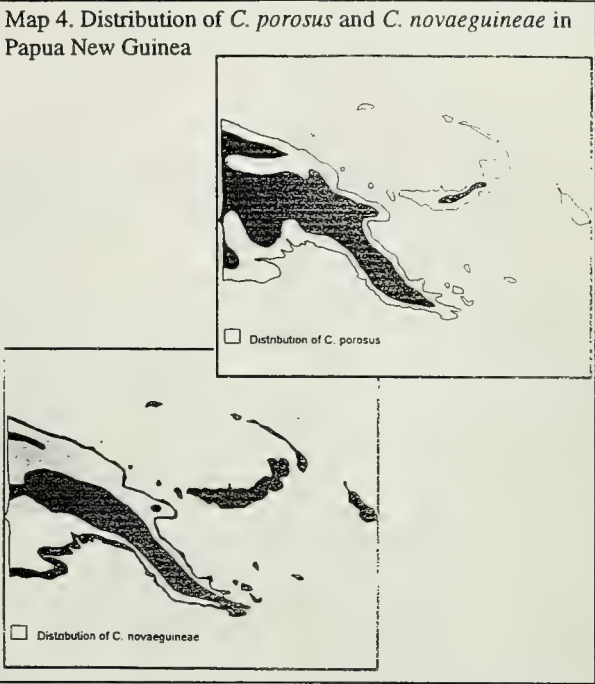 Map 4. Distribution of C. porosus and C. novaeguineae in
Papua New Guinea
Distribution of C. porosus
Distribution of C. novaeguineae